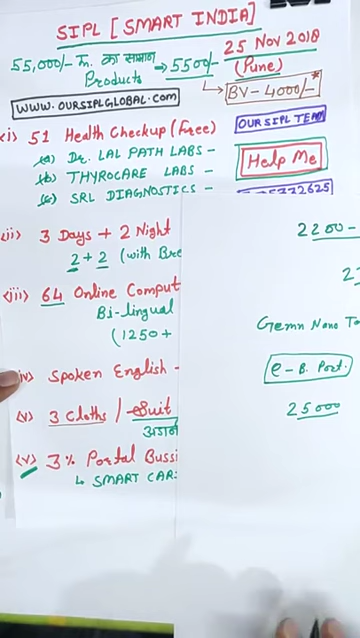 SIPL [SMART INDIA]
25 Nov 2018
55,000/- रू. का सामान → 5500/- (Pune)
Products
BV - 4000/-*
WWW.OURSIPLGLOBAL.COM
(i) 51 Health Checkup (Free)
OUR SIPL TEAM
(a) Dr. LAL PATH LABS -
Help Me
(b) THYROCARE LABS -
(c) SRL DIAGNOSTICS -
(ii) 3 Days + 2 Night
2200 -
2 + 2 (with Bre
(iii) 64 Online Comput
Bi-lingual
Gemn Nano To
(1250 +
iv) Spoken English -
e - B. Port.
(v) 3 Cloths / Suit
25000
(v) 3% Portal Bussi
↳ SMART CAR